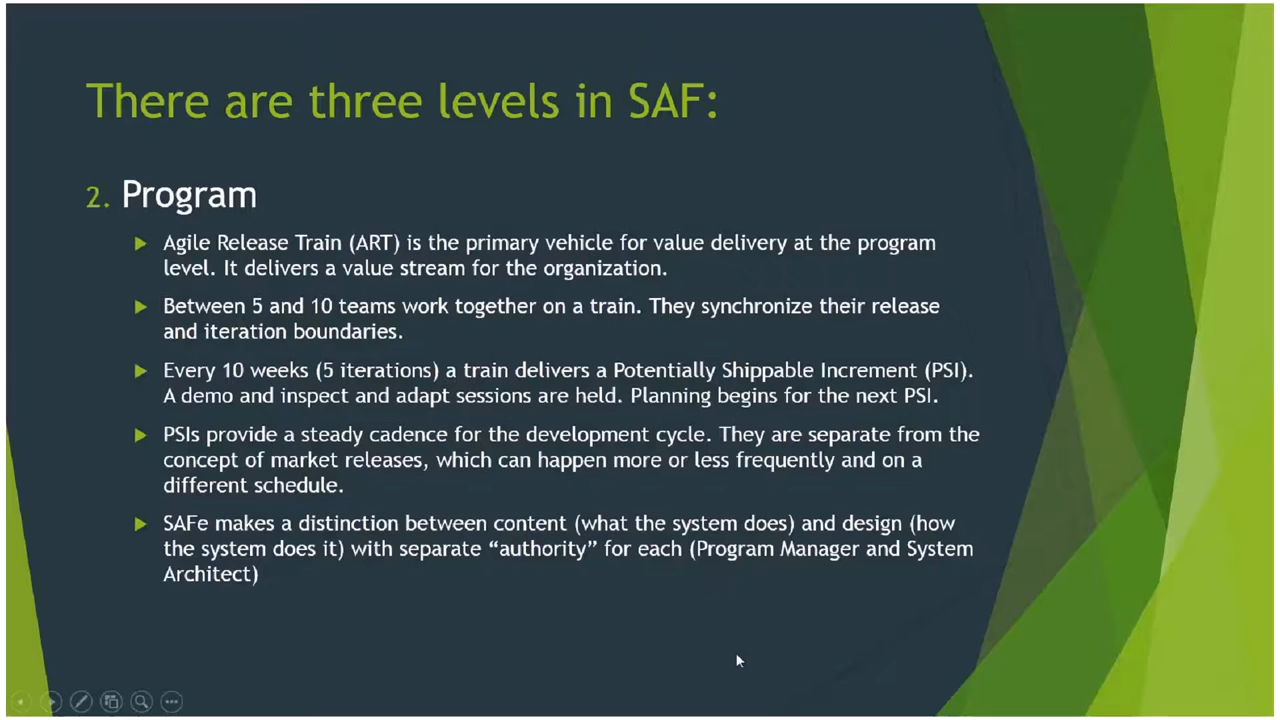 There are three levels in SAF:
2. Program
Agile Release Train (ART) is the primary vehicle for value delivery at the program
level. It delivers a value stream for the organization.
Between 5 and 10 teams work together on a train. They synchronize their release
and iteration boundaries.
Every 10 weeks (5 iterations) a train delivers a Potentially Shippable Increment (PSI).
A demo and inspect and adapt sessions are held. Planning begins for the next PSI.
PSIs provide a steady cadence for the development cycle. They are separate from the
concept of market releases, which can happen more or less frequently and on a
different schedule.
SAFe makes a distinction between content (what the system does) and design (how
the system does it) with separate “authority” for each (Program Manager and System
Architect)